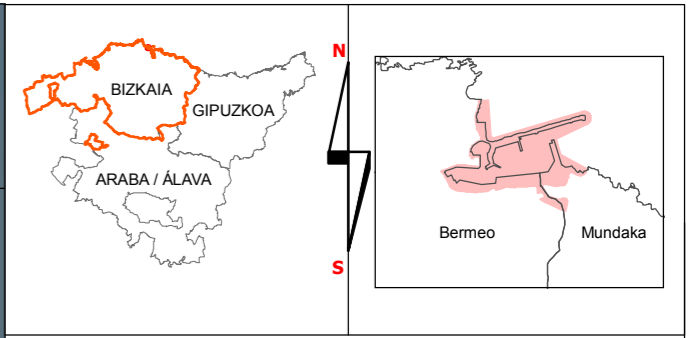 BIZKAIA
GIPUZKOA
ARABA / ÁLAVA
N
S
Bermeo
Mundaka